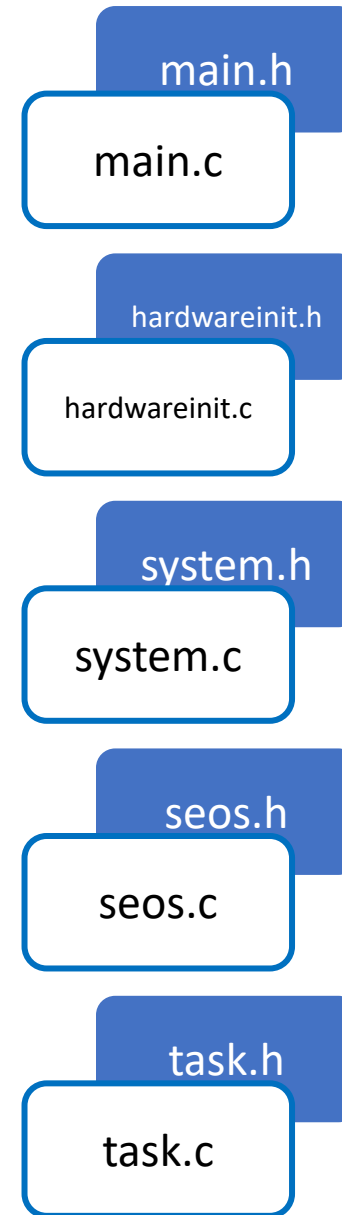 main.h
main.c
hardwareinit.h
hardwareinit.c
system.h
system.c
seos.h
seos.c
task.h
task.c